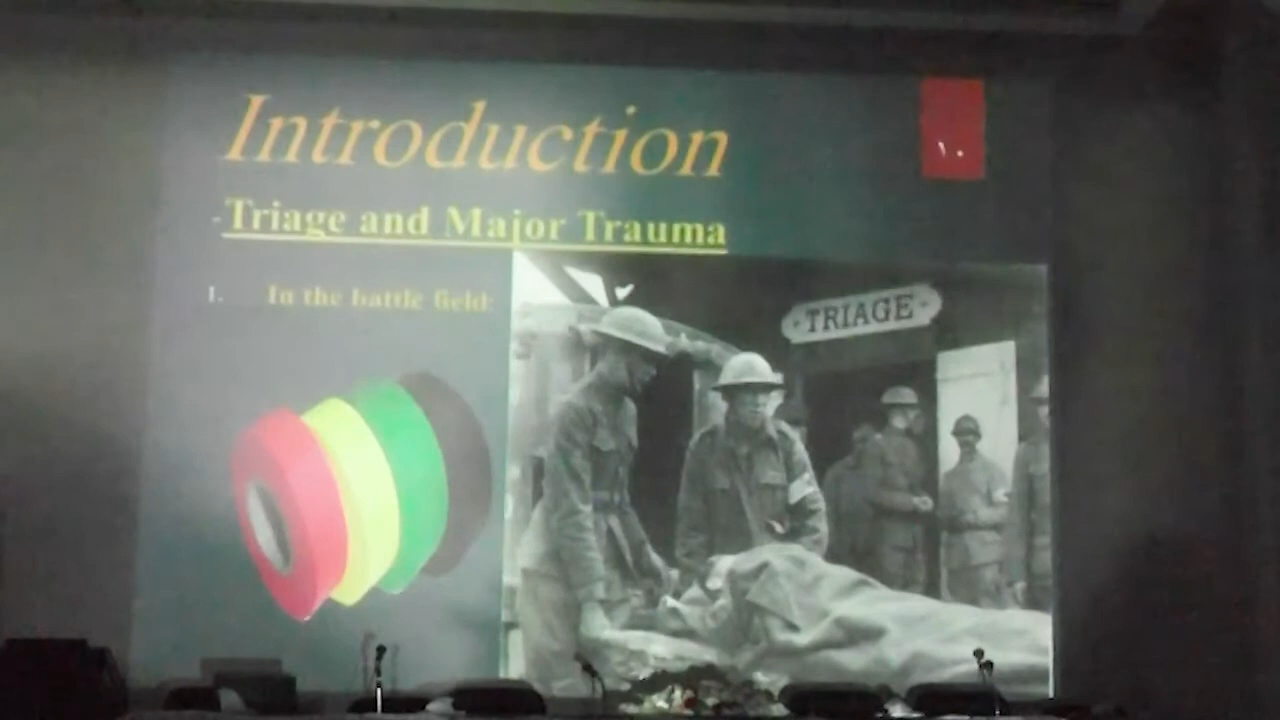 Introduction
-Triage and Major Trauma
1. In the battle field:
TRIAGE